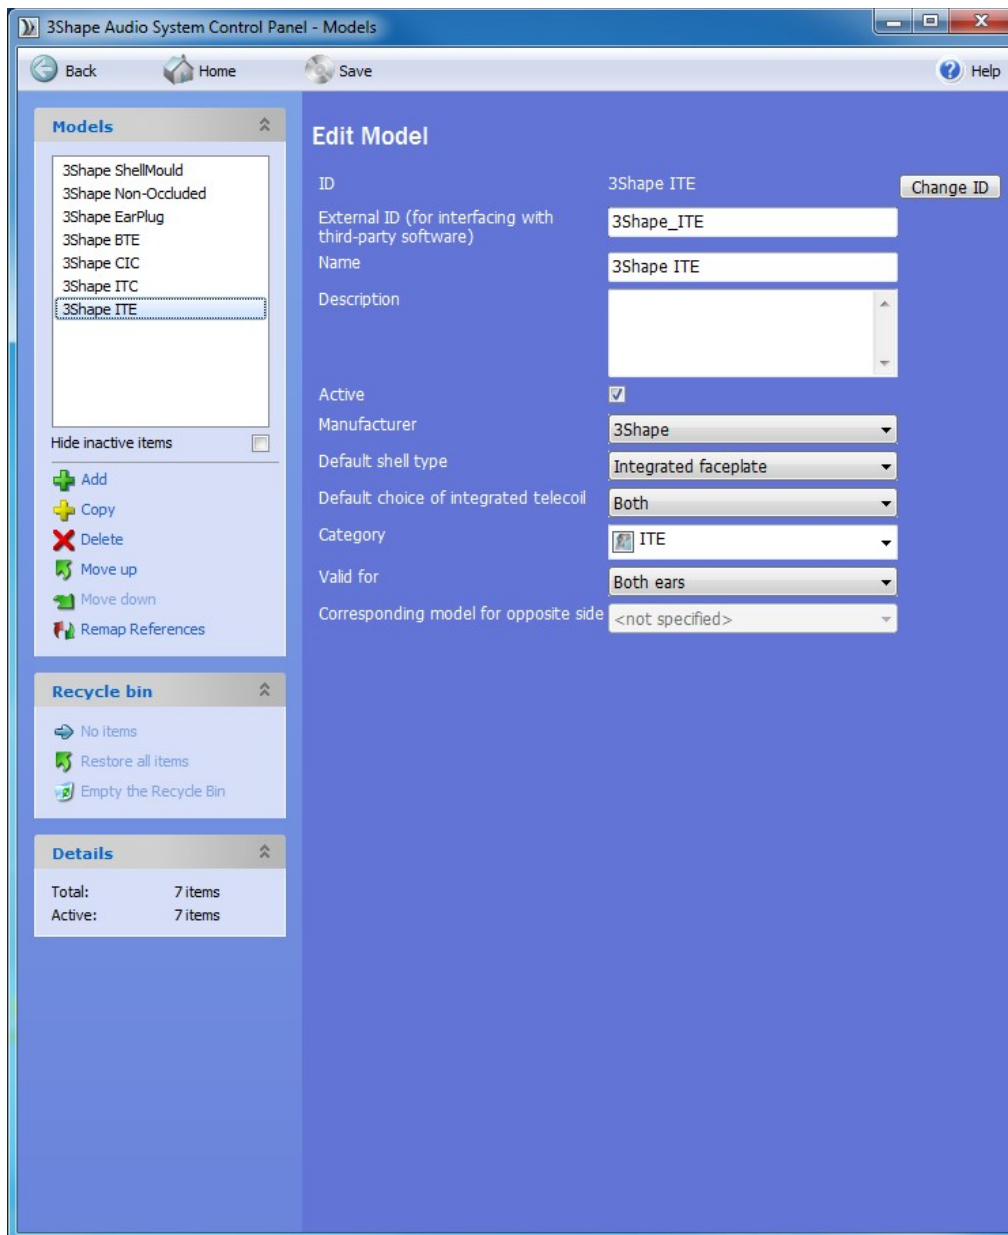 3Shape Audio System Control Panel - Models
Back
Home
Save
Help
Models
3Shape ShellMould
3Shape Non-Occluded
3Shape EarPlug
3Shape BTE
3Shape CIC
3Shape ITC
3Shape ITE
Hide inactive items
Add
Copy
Delete
Move up
Move down
Remap References
Recycle bin
No items
Restore all items
Empty the Recycle Bin
Details
Total: 7 items
Active: 7 items
Edit Model
ID 3Shape ITE Change ID
External ID (for interfacing with
third-party software) 3Shape_ITE
Name 3Shape ITE
Description
Active
Manufacturer 3Shape
Default shell type Integrated faceplate
Default choice of integrated telecoil Both
Category ITE
Valid for Both ears
Corresponding model for opposite side <not specified>